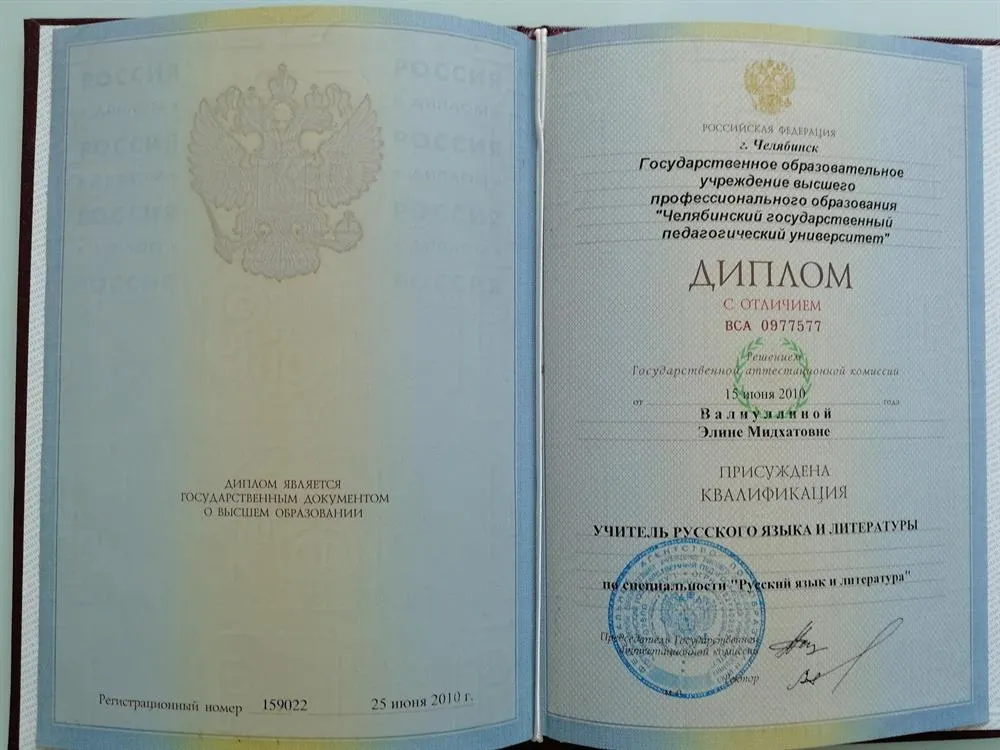 ДИПЛОМ ЯВЛЯЕТСЯ
ГОСУДАРСТВЕННЫМ ДОКУМЕНТОМ
О ВЫСШЕМ ОБРАЗОВАНИИ
Регистрационный номер 159022 25 июня 2010 г.
РОССИЙСКАЯ ФЕДЕРАЦИЯ
г. Челябинск
Государственное образовательное
учреждение высшего
профессионального образования
"Челябинский государственный
педагогический университет"
ДИПЛОМ
С ОТЛИЧИЕМ
ВСА 0977577
Решением
Государственной аттестационной комиссии
от 15 июня 2010 года
Валиуллиной
Элине Мидхатовне
ПРИСУЖДЕНА
КВАЛИФИКАЦИЯ
УЧИТЕЛЬ РУССКОГО ЯЗЫКА И ЛИТЕРАТУРЫ
по специальности "Русский язык и литература"
Председатель Государственной
аттестационной комиссии
Ректор
М.П.